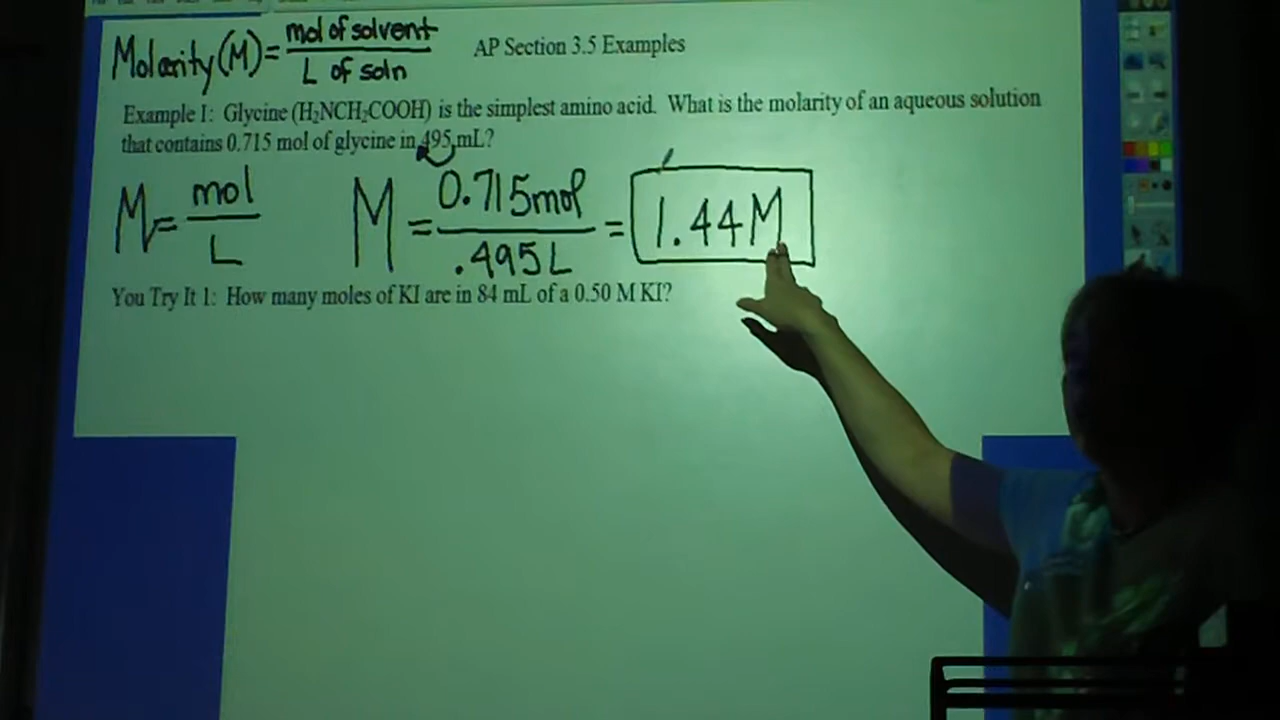 Molarity (M) = mol of solvent / L of soln
AP Section 3.5 Examples
Example 1: Glycine (H₂NCH₂COOH) is the simplest amino acid. What is the molarity of an aqueous solution
that contains 0.715 mol of glycine in 495 mL?
M = mol / L
M = 0.715 mol / .495 L = 1.44 M
You Try It 1: How many moles of KI are in 84 mL of a 0.50 M KI?